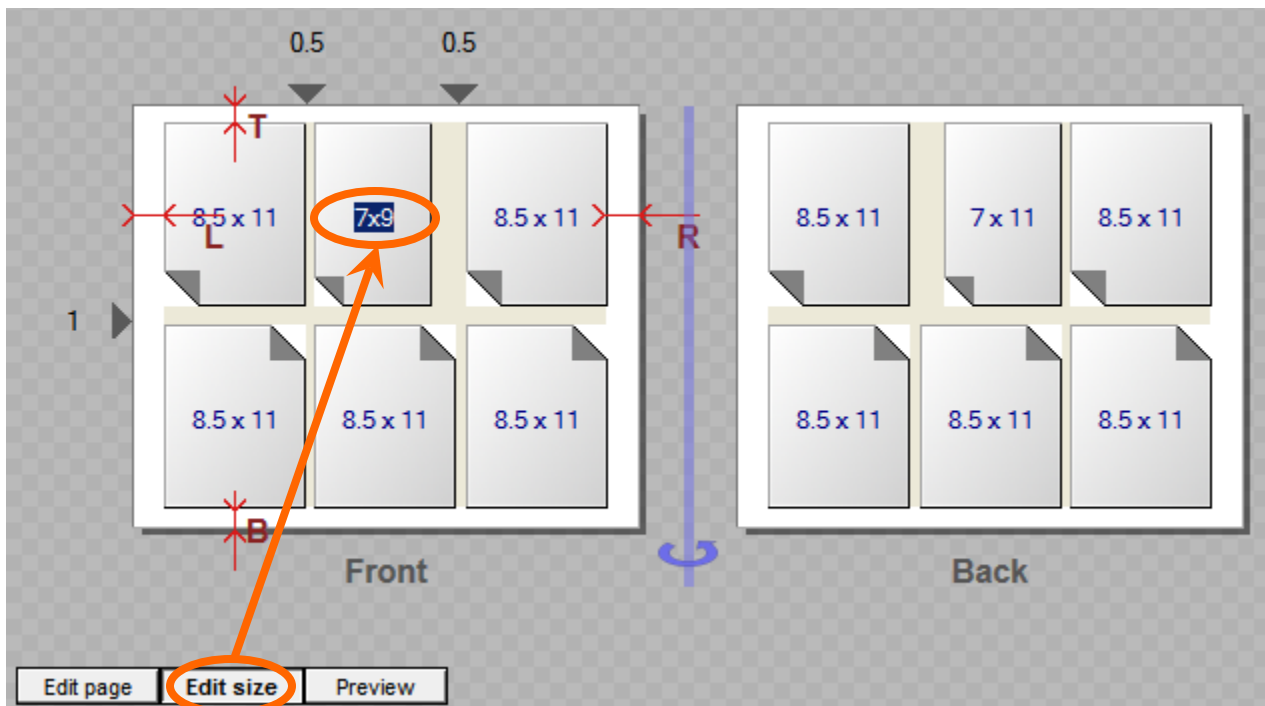 0.5 0.5
T
8.5 x 11 7x9 8.5 x 11 8.5 x 11 7 x 11 8.5 x 11
L R
1
8.5 x 11 8.5 x 11 8.5 x 11 8.5 x 11 8.5 x 11 8.5 x 11
B
Front Back
Edit page Edit size Preview